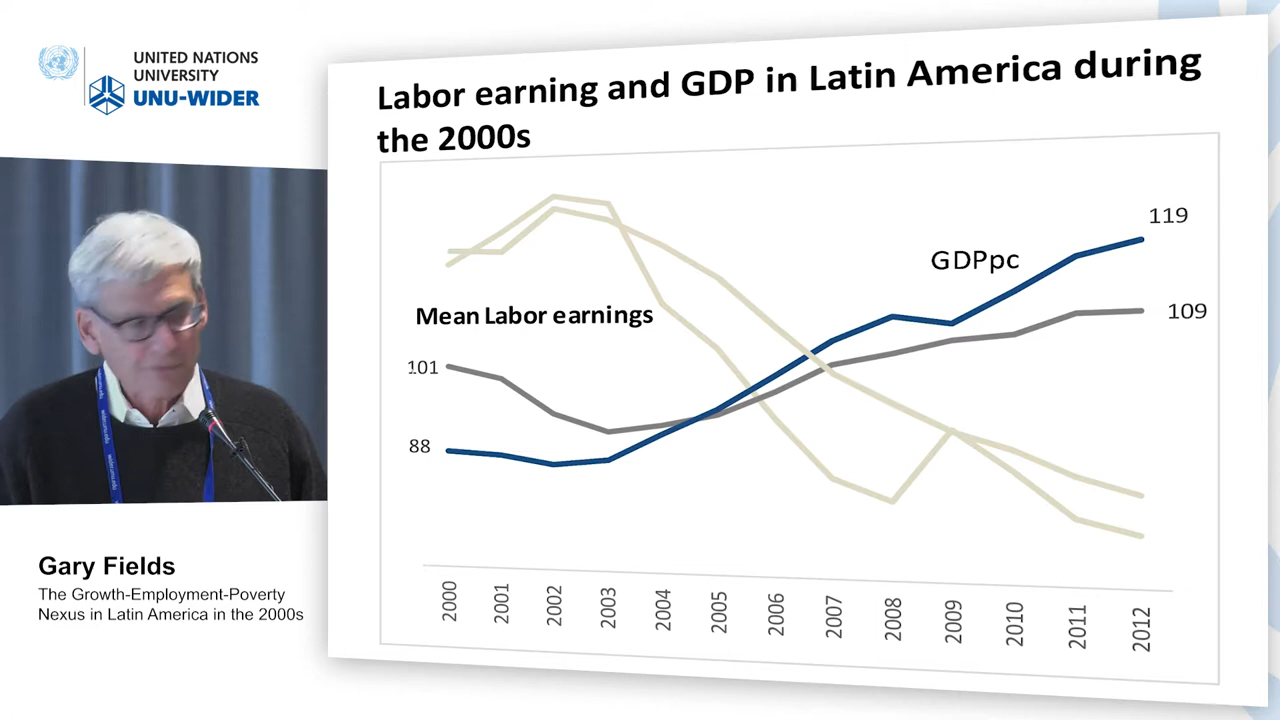 UNITED NATIONS
UNIVERSITY
UNU-WIDER
Labor earning and GDP in Latin America during
the 2000s
119
GDPpc
Mean Labor earnings
109
101
88
2000
2001
2002
2003
2004
2005
2006
2007
2008
2009
2010
2011
2012
Gary Fields
The Growth-Employment-Poverty
Nexus in Latin America in the 2000s